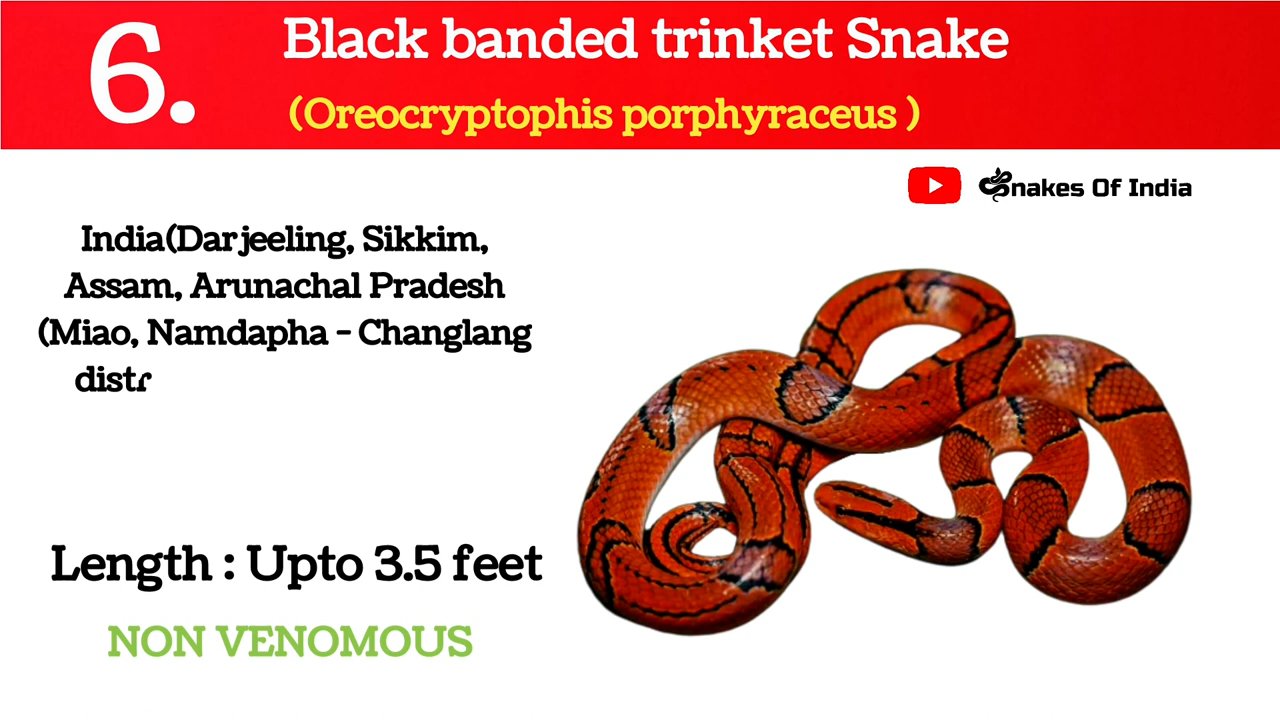 6.
Black banded trinket Snake
(Oreocryptophis porphyraceus )
Snakes Of India
India(Darjeeling, Sikkim,
Assam, Arunachal Pradesh
(Miao, Namdapha - Changlang
distr
Length : Upto 3.5 feet
NON VENOMOUS